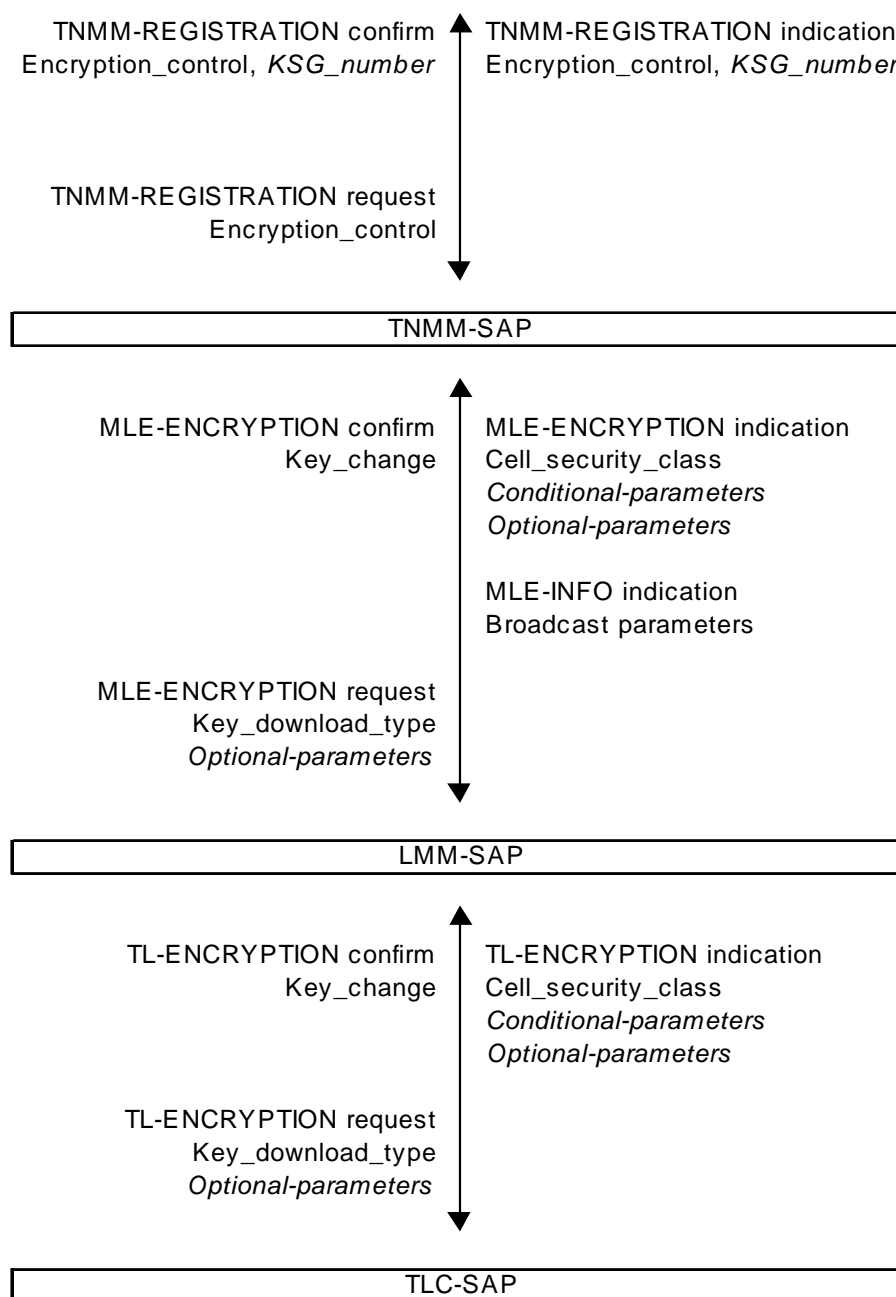 TNMM-REGISTRATION confirm
Encryption_control, KSG_number
TNMM-REGISTRATION indication
Encryption_control, KSG_number
TNMM-REGISTRATION request
Encryption_control
TNMM-SAP
MLE-ENCRYPTION confirm
Key_change
MLE-ENCRYPTION indication
Cell_security_class
Conditional-parameters
Optional-parameters
MLE-INFO indication
Broadcast parameters
MLE-ENCRYPTION request
Key_download_type
Optional-parameters
LMM-SAP
TL-ENCRYPTION confirm
Key_change
TL-ENCRYPTION indication
Cell_security_class
Conditional-parameters
Optional-parameters
TL-ENCRYPTION request
Key_download_type
Optional-parameters
TLC-SAP